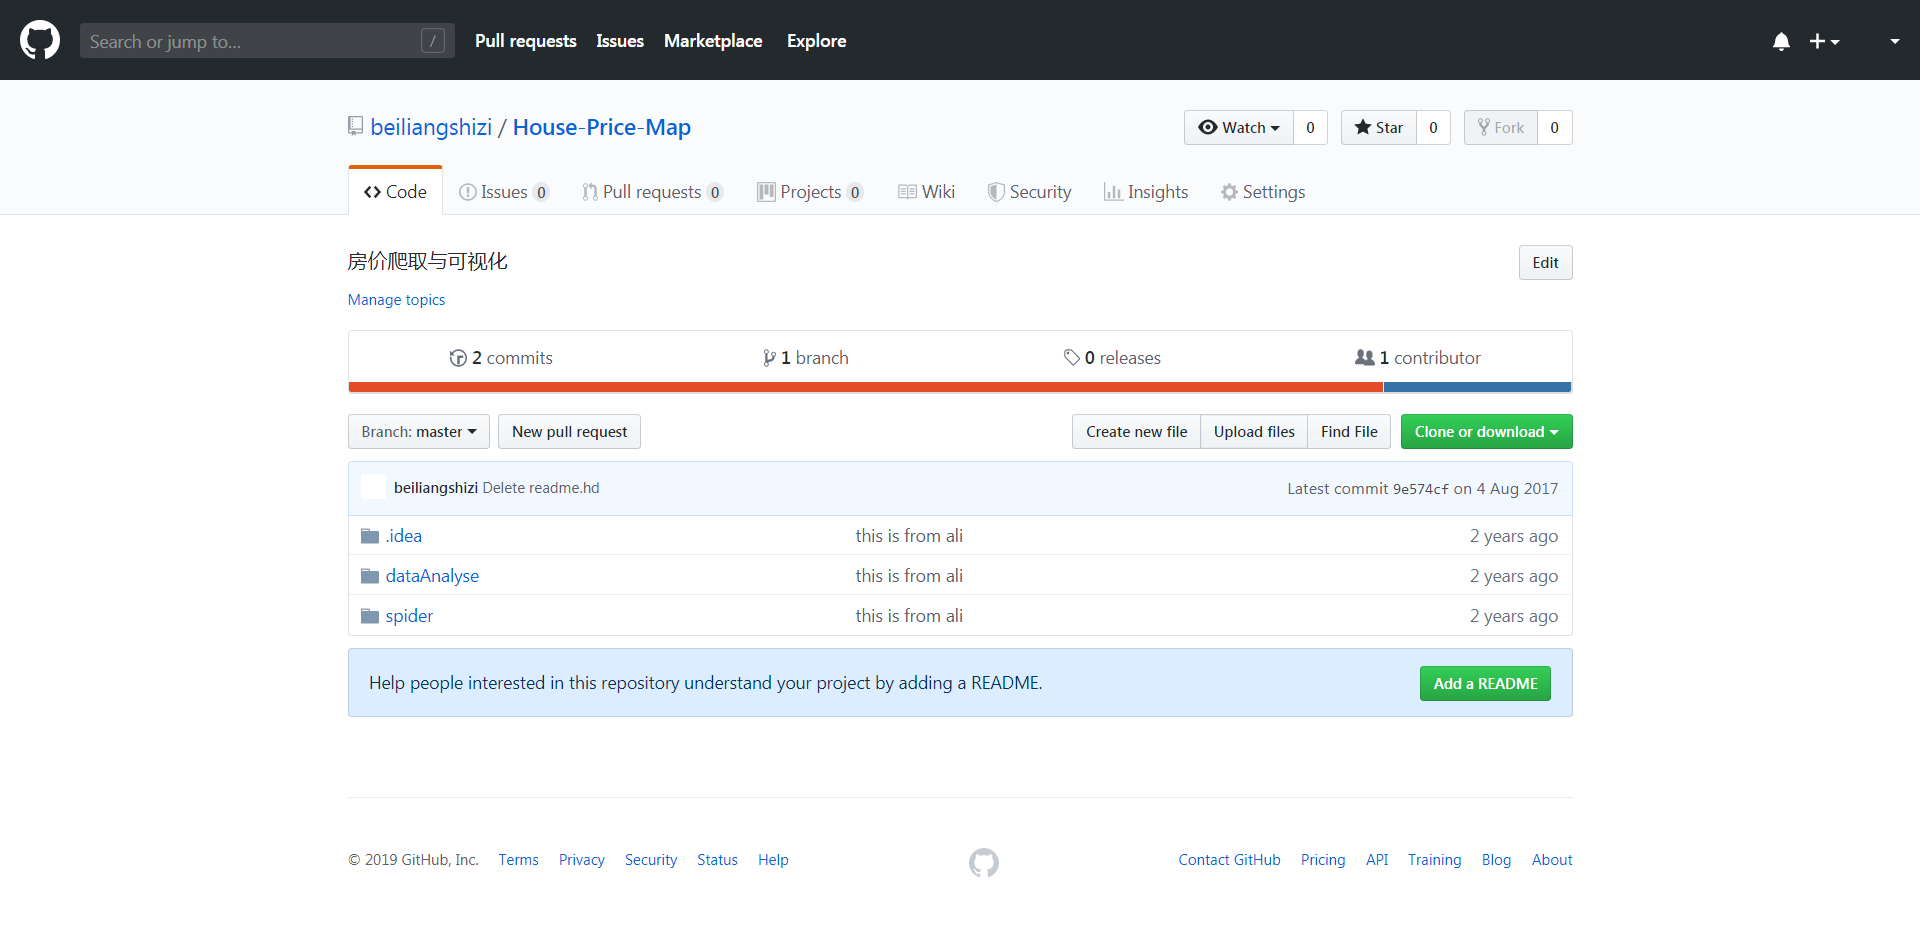 Search or jump to... /
Pull requests Issues Marketplace Explore
beiliangshizi / House-Price-Map
Watch 0 Star 0 Fork 0
Code Issues 0 Pull requests 0 Projects 0 Wiki Security Insights Settings
房价爬取与可视化
Edit
Manage topics
2 commits 1 branch 0 releases 1 contributor
Branch: master New pull request Create new file Upload files Find File Clone or download
beiliangshizi Delete readme.hd Latest commit 9e574cf on 4 Aug 2017
.idea this is from ali 2 years ago
dataAnalyse this is from ali 2 years ago
spider this is from ali 2 years ago
Help people interested in this repository understand your project by adding a README. Add a README
© 2019 GitHub, Inc. Terms Privacy Security Status Help Contact GitHub Pricing API Training Blog About